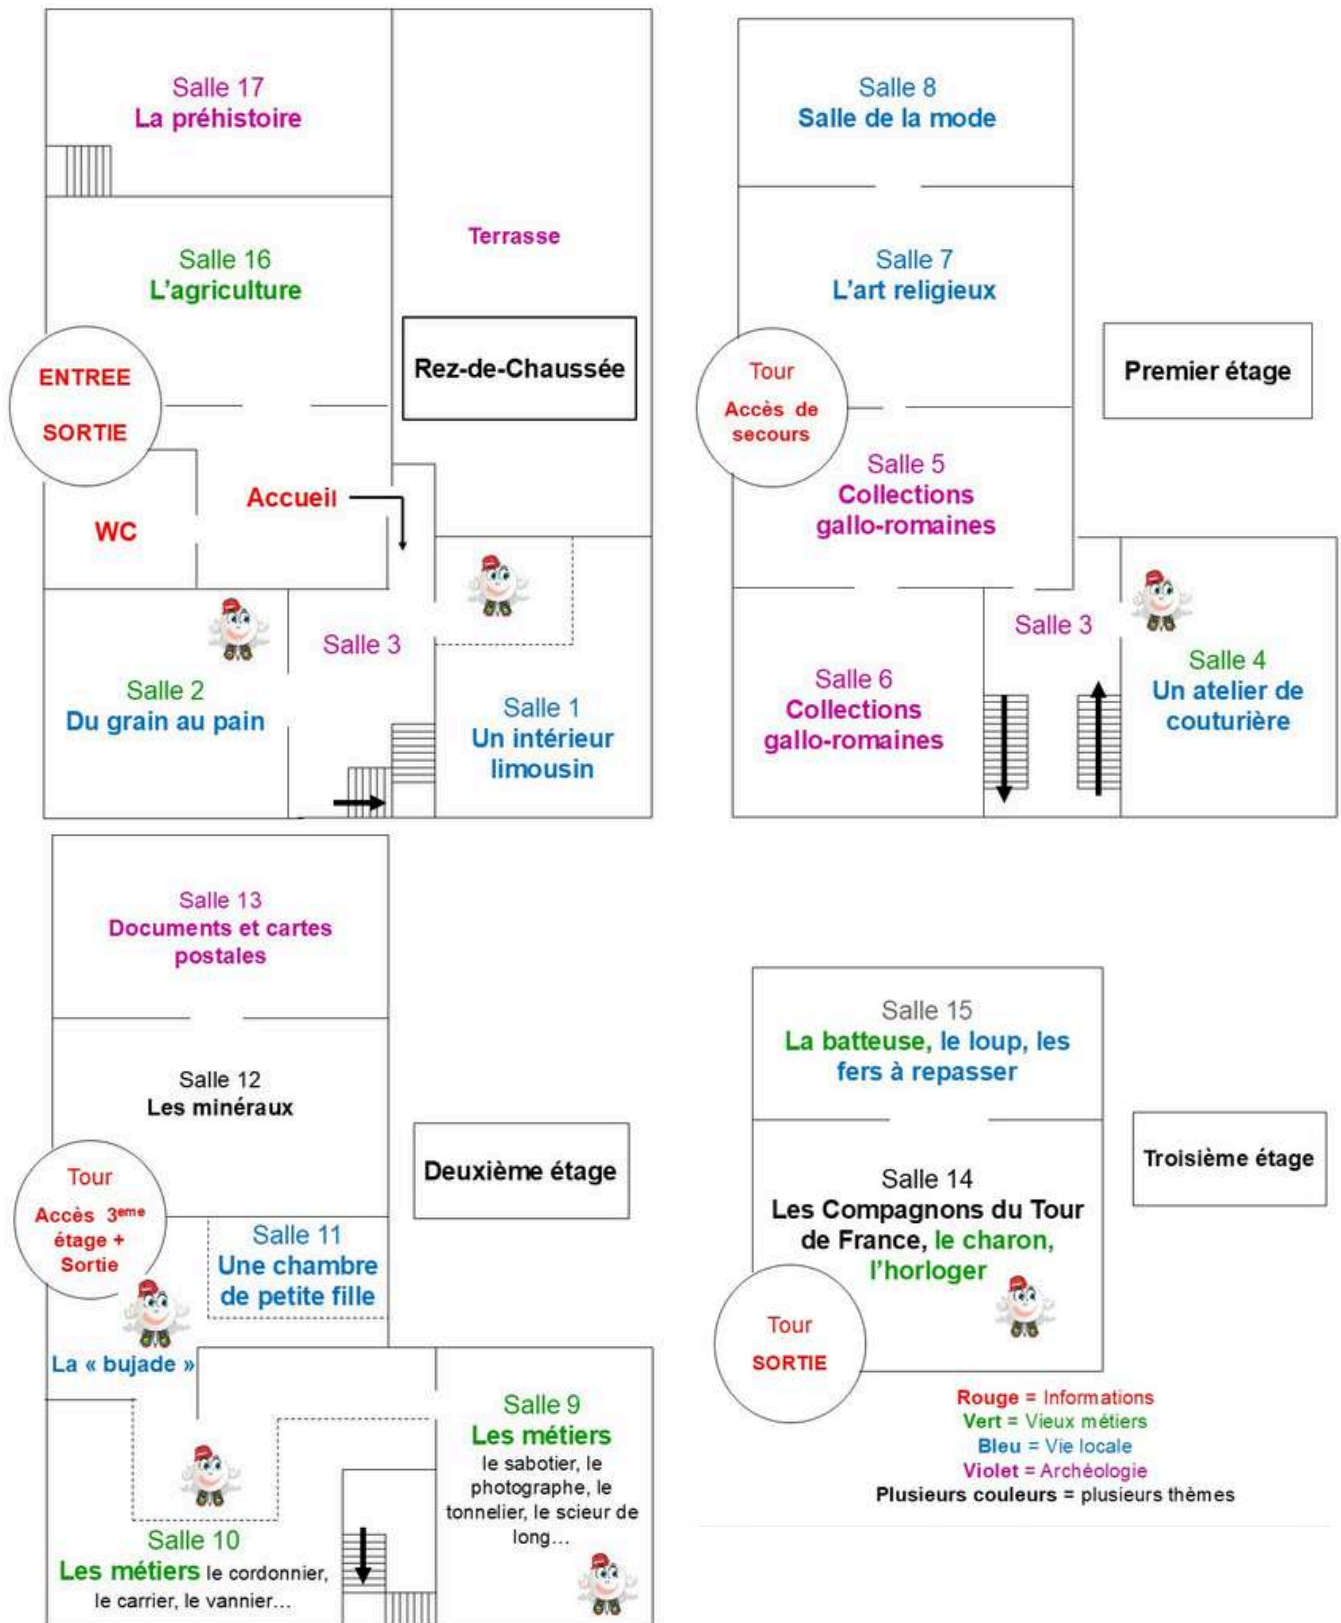 Salle 17
La préhistoire
Terrasse
Salle 16
L'agriculture
Rez-de-Chaussée
ENTREE
SORTIE
Accueil
WC
Salle 3
Salle 2
Du grain au pain
Salle 1
Un intérieur
limousin
Salle 8
Salle de la mode
Salle 7
L'art religieux
Premier étage
Tour
Accès de
secours
Salle 5
Collections
gallo-romaines
Salle 3
Salle 6
Collections
gallo-romaines
Salle 4
Un atelier de
couturière
Salle 13
Documents et cartes
postales
Salle 12
Les minéraux
Deuxième étage
Tour
Accès 3eme
étage +
Sortie
Salle 11
Une chambre
de petite fille
La « bujade »
Salle 9
Les métiers
le sabotier, le
photographe, le
tonnelier, le scieur de
long…
Salle 10
Les métiers le cordonnier,
le carrier, le vannier…
Salle 15
La batteuse, le loup, les
fers à repasser
Troisième étage
Salle 14
Les Compagnons du Tour
de France, le charon,
l'horloger
Tour
SORTIE
Rouge = Informations
Vert = Vieux métiers
Bleu = Vie locale
Violet = Archéologie
Plusieurs couleurs = plusieurs thèmes